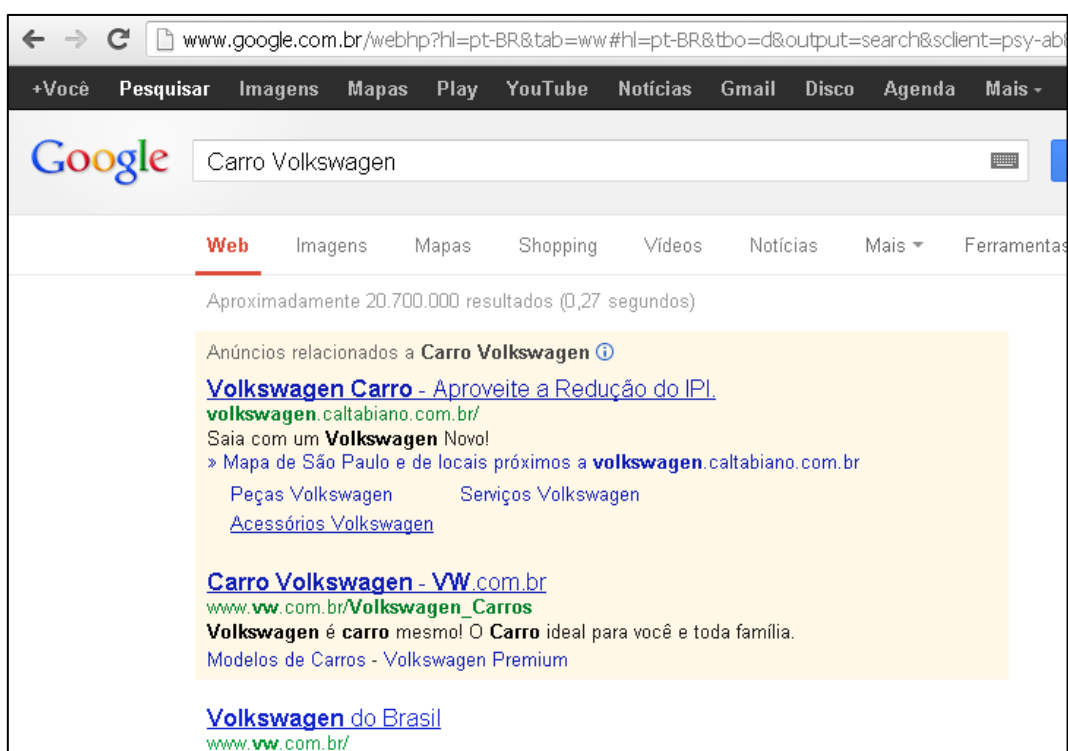 www.google.com.br/webhp?hl=pt-BR&tab=ww#hl=pt-BR&tbo=d&output=search&sclient=psy-ab&
+Você Pesquisar Imagens Mapas Play YouTube Notícias Gmail Disco Agenda Mais
Google Carro Volkswagen
Web Imagens Mapas Shopping Vídeos Notícias Mais Ferramentas
Aproximadamente 20.700.000 resultados (0,27 segundos)
Anúncios relacionados a Carro Volkswagen
Volkswagen Carro - Aproveite a Redução do IPI.
volkswagen.caltabiano.com.br/
Saia com um Volkswagen Novo!
» Mapa de São Paulo e de locais próximos a volkswagen.caltabiano.com.br
Peças Volkswagen Serviços Volkswagen
Acessórios Volkswagen
Carro Volkswagen - VW.com.br
www.vw.com.br/Volkswagen_Carros
Volkswagen é carro mesmo! O Carro ideal para você e toda família.
Modelos de Carros - Volkswagen Premium
Volkswagen do Brasil
www.vw.com.br/